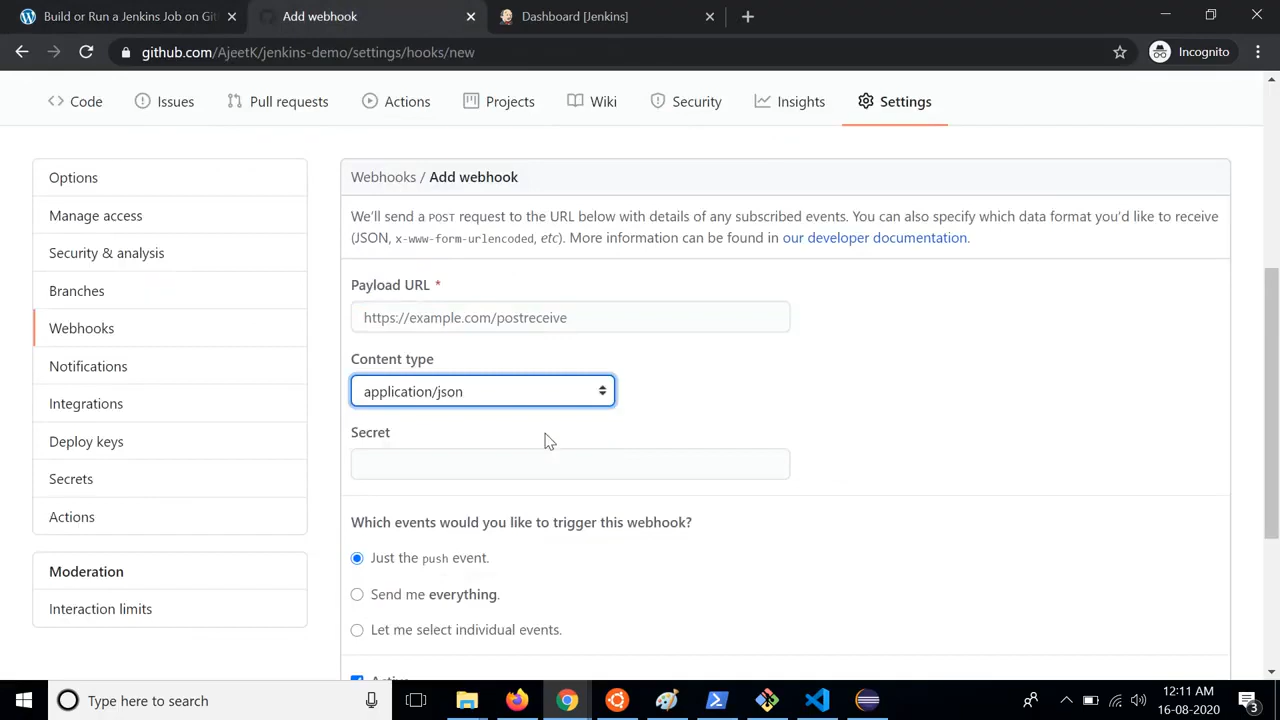 Build or Run a Jenkins Job on Git
Add webhook
Dashboard [Jenkins]
github.com/AjeetK/jenkins-demo/settings/hooks/new
Incognito
Code
Issues
Pull requests
Actions
Projects
Wiki
Security
Insights
Settings
Options
Manage access
Security & analysis
Branches
Webhooks
Notifications
Integrations
Deploy keys
Secrets
Actions
Moderation
Interaction limits
Webhooks / Add webhook
We'll send a POST request to the URL below with details of any subscribed events. You can also specify which data format you'd like to receive
(JSON, x-www-form-urlencoded, etc). More information can be found in our developer documentation.
Payload URL *
https://example.com/postreceive
Content type
application/json
Secret
Which events would you like to trigger this webhook?
Just the push event.
Send me everything.
Let me select individual events.
Active
Type here to search
12:11 AM
16-08-2020
3